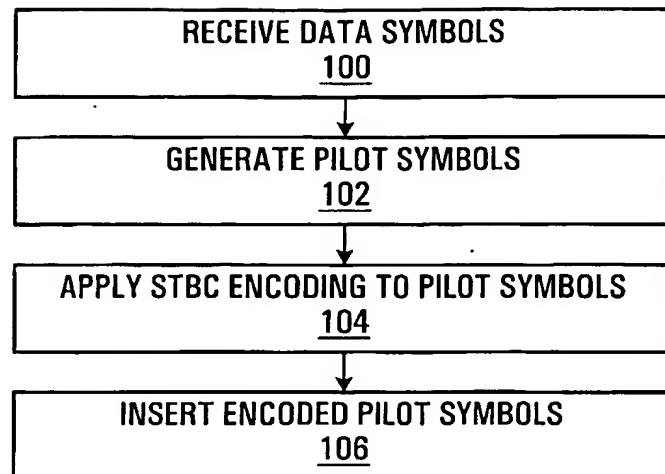 RECEIVE DATA SYMBOLS
100
GENERATE PILOT SYMBOLS
102
APPLY STBC ENCODING TO PILOT SYMBOLS
104
INSERT ENCODED PILOT SYMBOLS
106